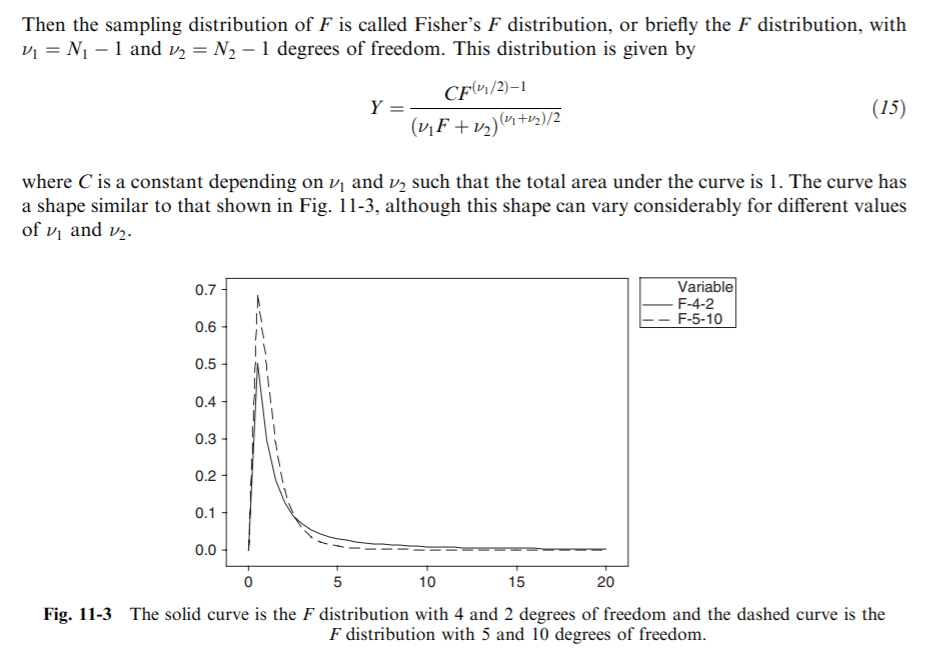 Then the sampling distribution of F is called Fisher's F distribution, or briefly the F distribution, with
ν₁ = N₁ − 1 and ν₂ = N₂ − 1 degrees of freedom. This distribution is given by
Y = CF^{(ν₁/2)−1} / (ν₁F + ν₂)^{(ν₁+ν₂)/2} (15)
where C is a constant depending on ν₁ and ν₂ such that the total area under the curve is 1. The curve has
a shape similar to that shown in Fig. 11-3, although this shape can vary considerably for different values
of ν₁ and ν₂.
0.7
0.6
0.5
0.4
0.3
0.2
0.1
0.0
0 5 10 15 20
Variable
F-4-2
F-5-10
Fig. 11-3 The solid curve is the F distribution with 4 and 2 degrees of freedom and the dashed curve is the
F distribution with 5 and 10 degrees of freedom.